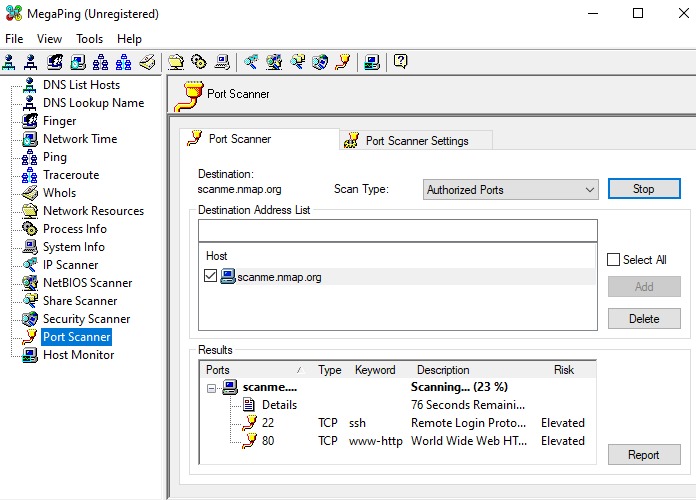 MegaPing (Unregistered)
File View Tools Help
DNS List Hosts
DNS Lookup Name
Finger
Network Time
Ping
Traceroute
WhoIs
Network Resources
Process Info
System Info
IP Scanner
NetBIOS Scanner
Share Scanner
Security Scanner
Port Scanner
Host Monitor
Port Scanner
Port Scanner Port Scanner Settings
Destination:
scanme.nmap.org Scan Type: Authorized Ports Stop
Destination Address List
Host
Select All
scanme.nmap.org
Add
Delete
Results
Ports Type Keyword Description Risk
scanme.... Scanning... (23 %)
Details 76 Seconds Remaini...
22 TCP ssh Remote Login Proto... Elevated
80 TCP www-http World Wide Web HT... Elevated
Report